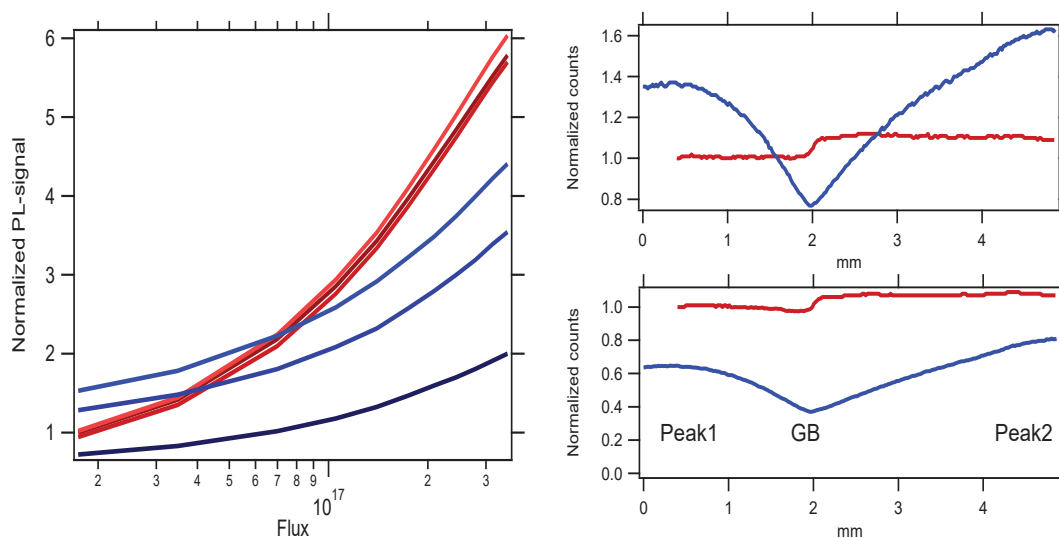 Normalized PL-signal
6
5
4
3
2
1
2 3 4 5 6 7 8 9 2 3
10^17
Flux
Normalized counts
1.6
1.4
1.2
1.0
0.8
0 1 2 3 4
mm
Normalized counts
1.0
0.8
0.6
0.4
0.2
0.0
Peak1 GB Peak2
0 1 2 3 4
mm